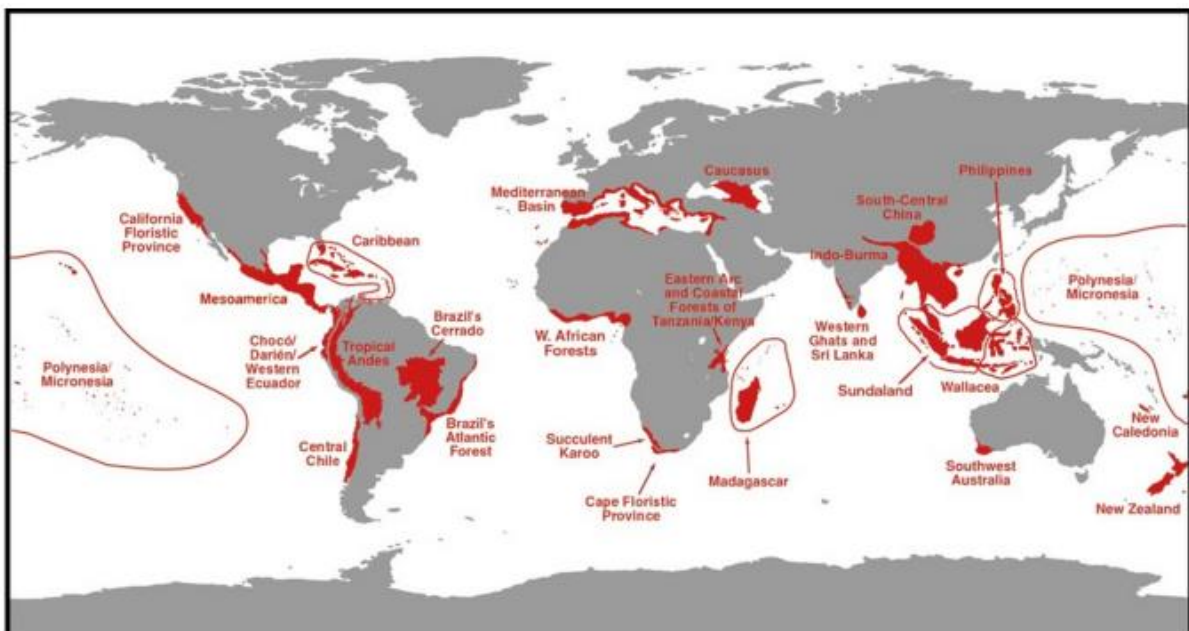 California
Floristic
Province
Caribbean
Mesoamerica
Polynesia/
Micronesia
Chocó/
Darién/
Western
Ecuador
Tropical
Andes
Brazil's
Cerrado
Central
Chile
Brazil's
Atlantic
Forest
Mediterranean
Basin
Caucasus
W. African
Forests
Eastern Arc
and Coastal
Forests of
Tanzania/Kenya
Succulent
Karoo
Cape Floristic
Province
Madagascar
South-Central
China
Indo-Burma
Western
Ghats and
Sri Lanka
Philippines
Sundaland
Wallacea
Polynesia/
Micronesia
New
Caledonia
Southwest
Australia
New Zealand